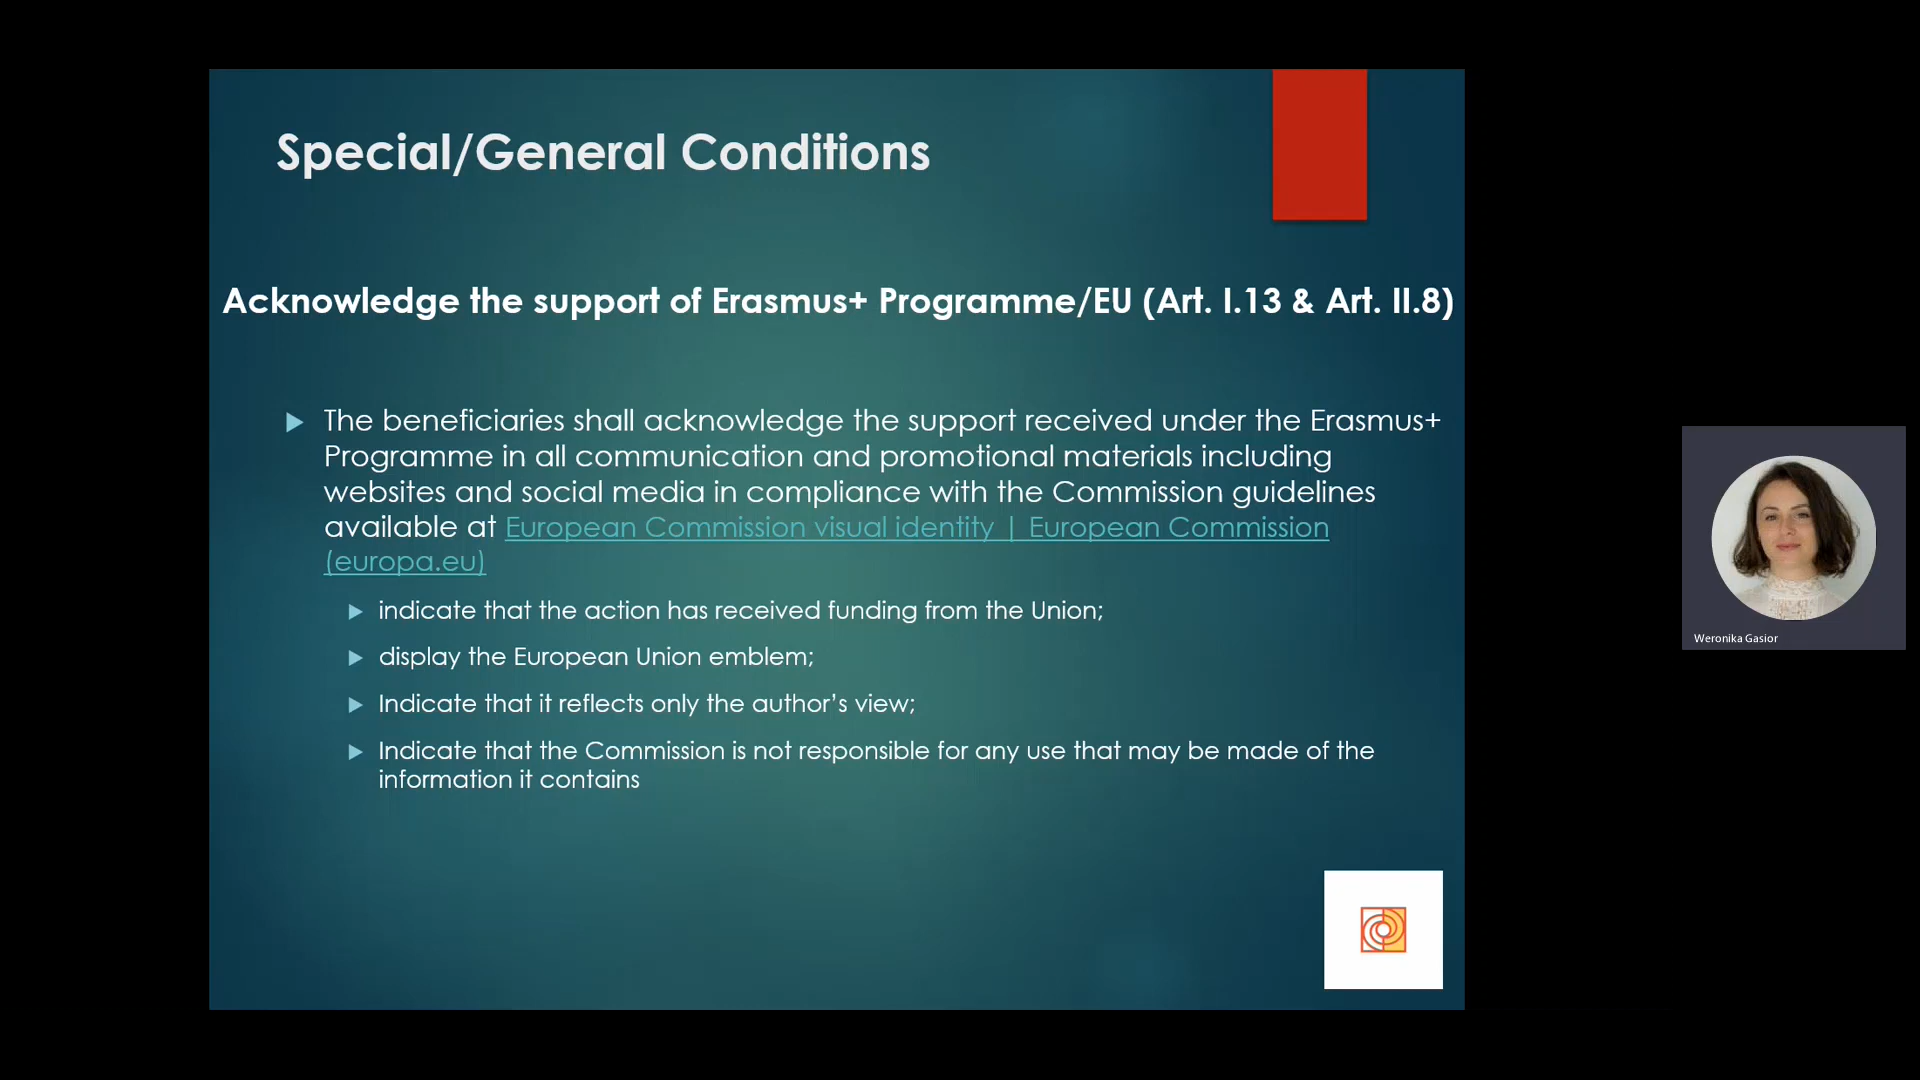 Special/General Conditions
Acknowledge the support of Erasmus+ Programme/EU (Art. I.13 & Art. II.8)
The beneficiaries shall acknowledge the support received under the Erasmus+
Programme in all communication and promotional materials including
websites and social media in compliance with the Commission guidelines
available at European Commission visual identity | European Commission
(europa.eu)
indicate that the action has received funding from the Union;
display the European Union emblem;
Indicate that it reflects only the author's view;
Indicate that the Commission is not responsible for any use that may be made of the
information it contains
Weronika Gasior